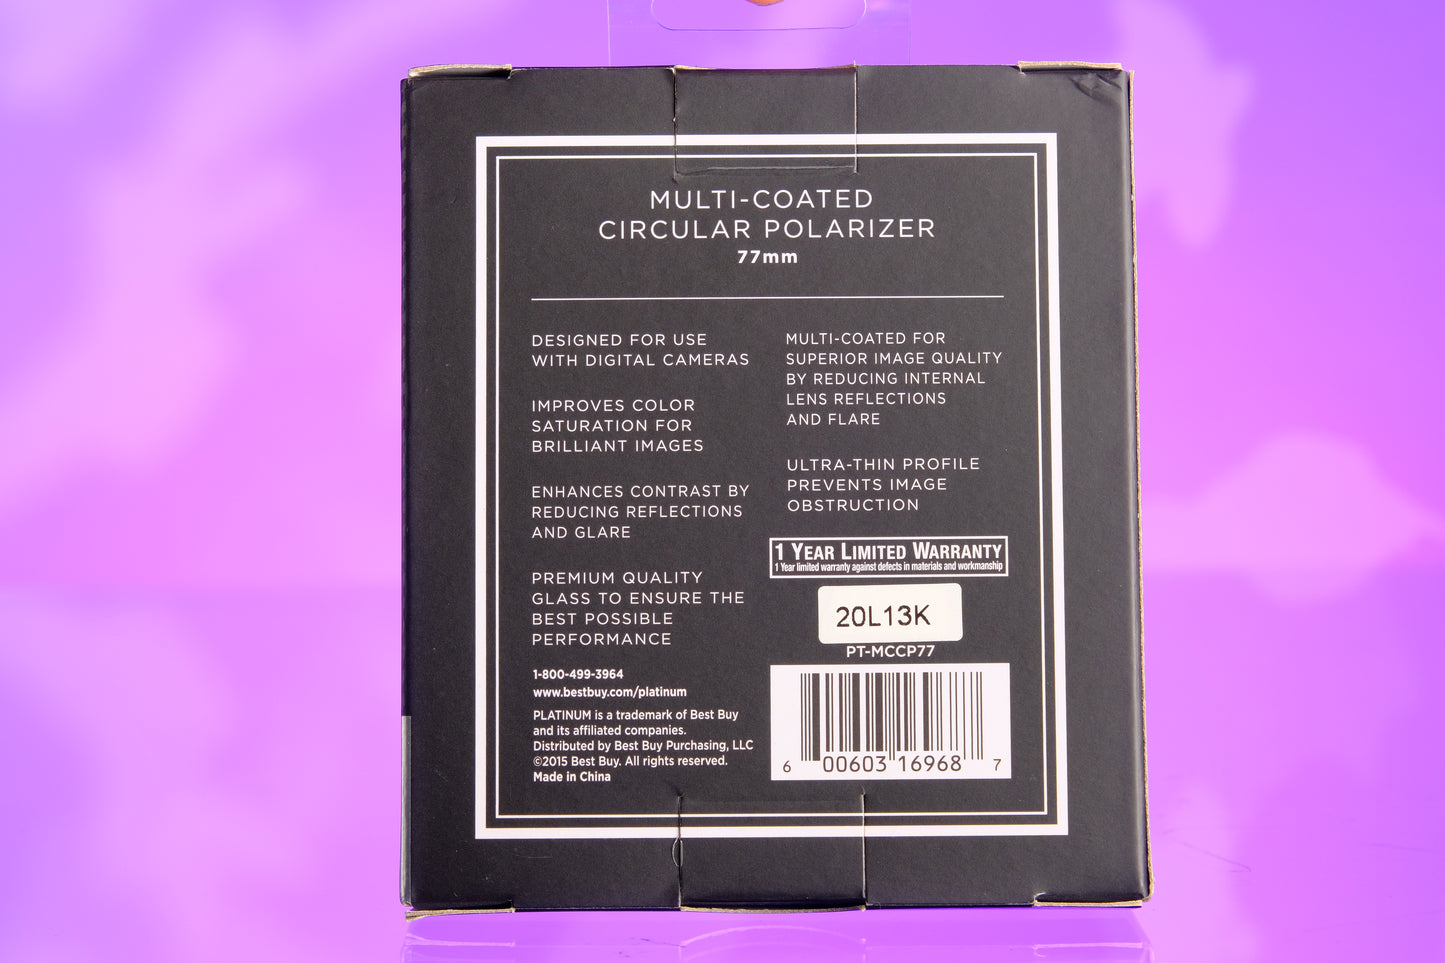 MULTI-COATED
CIRCULAR POLARIZER
77mm
DESIGNED FOR USE
WITH DIGITAL CAMERAS
IMPROVES COLOR
SATURATION FOR
BRILLIANT IMAGES
ENHANCES CONTRAST BY
REDUCING REFLECTIONS
AND GLARE
PREMIUM QUALITY
GLASS TO ENSURE THE
BEST POSSIBLE
PERFORMANCE
1-800-499-3964
www.bestbuy.com/platinum
PLATINUM is a trademark of Best Buy
and its affiliated companies.
Distributed by Best Buy Purchasing, LLC
©2015 Best Buy. All rights reserved.
Made in China
MULTI-COATED FOR
SUPERIOR IMAGE QUALITY
BY REDUCING INTERNAL
LENS REFLECTIONS
AND FLARE
ULTRA-THIN PROFILE
PREVENTS IMAGE
OBSTRUCTION
1 YEAR LIMITED WARRANTY
1 Year limited warranty against defects in materials and workmanship
20L13K
PT-MCCP77
6 00603 16968 7